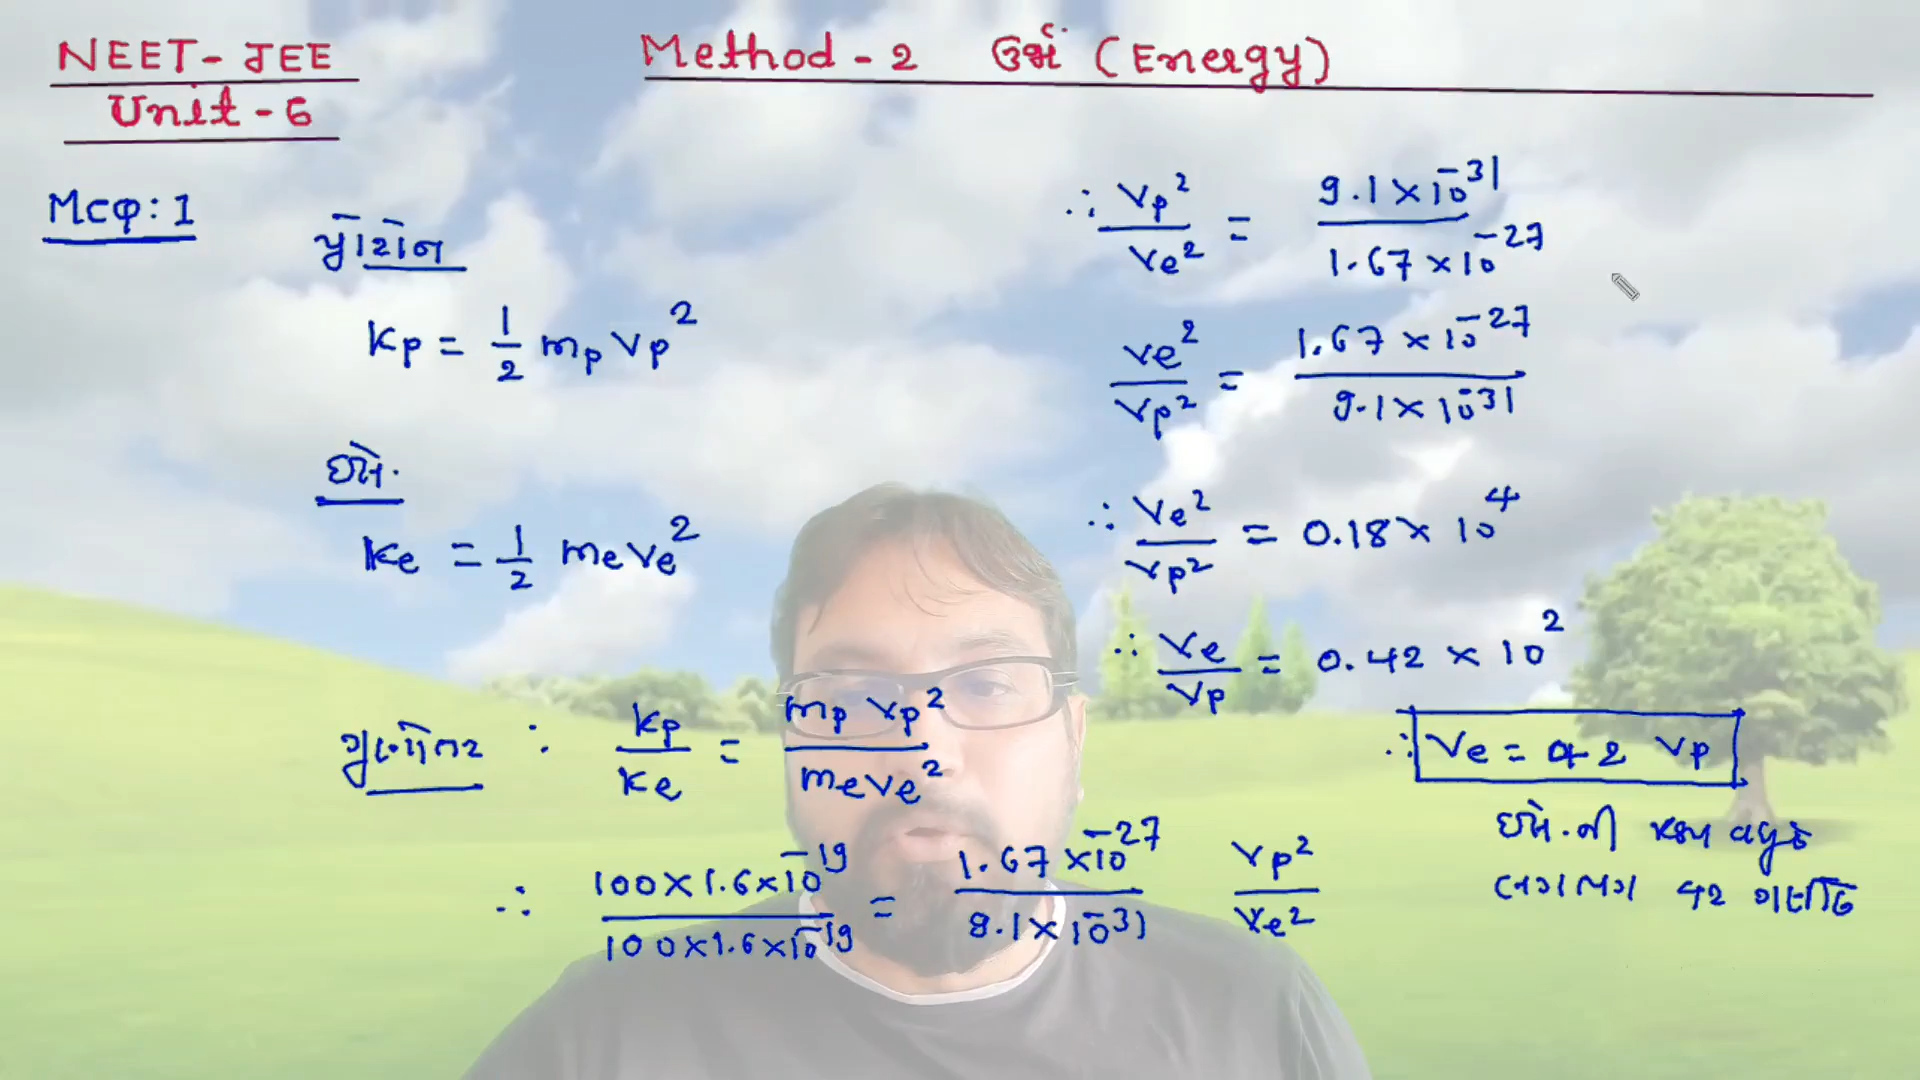 NEET - JEE
Unit - 6
Method - 2 ઉર્જા (Energy)
MCQ : 1
પ્રોટોન
Kp = 1/2 mp vp²
ઇલે.
Ke = 1/2 me ve²
ગુણોત્તર ∴ Kp/Ke = mp vp² / me ve²
∴ 100 × 1.6 × 10⁻¹⁹ / 100 × 1.6 × 10⁻¹⁹ = 1.67 × 10⁻²⁷ / 9.1 × 10⁻³¹ vp²/ve²
∴ vp²/ve² = 9.1 × 10⁻³¹ / 1.67 × 10⁻²⁷
ve²/vp² = 1.67 × 10⁻²⁷ / 9.1 × 10⁻³¹
∴ ve²/vp² = 0.18 × 10⁴
∴ ve/vp = 0.42 × 10²
∴ ve = 42 vp
ઇલે. ની
લગભગ 42